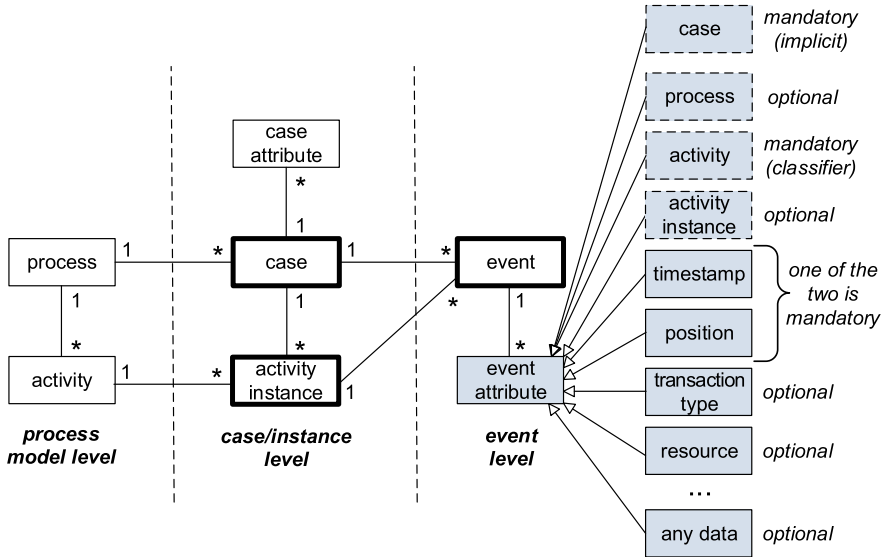 case
attribute
*
1
process
1
*
case
1
*
event
1
*
1
*
*
1
*
activity
1
*
activity
instance
1
event
attribute
process
model level
case/instance
level
event
level
case
mandatory
(implicit)
process
optional
activity
mandatory
(classifier)
activity
instance
optional
timestamp
position
one of the
two is
mandatory
transaction
type
optional
resource
optional
...
any data
optional